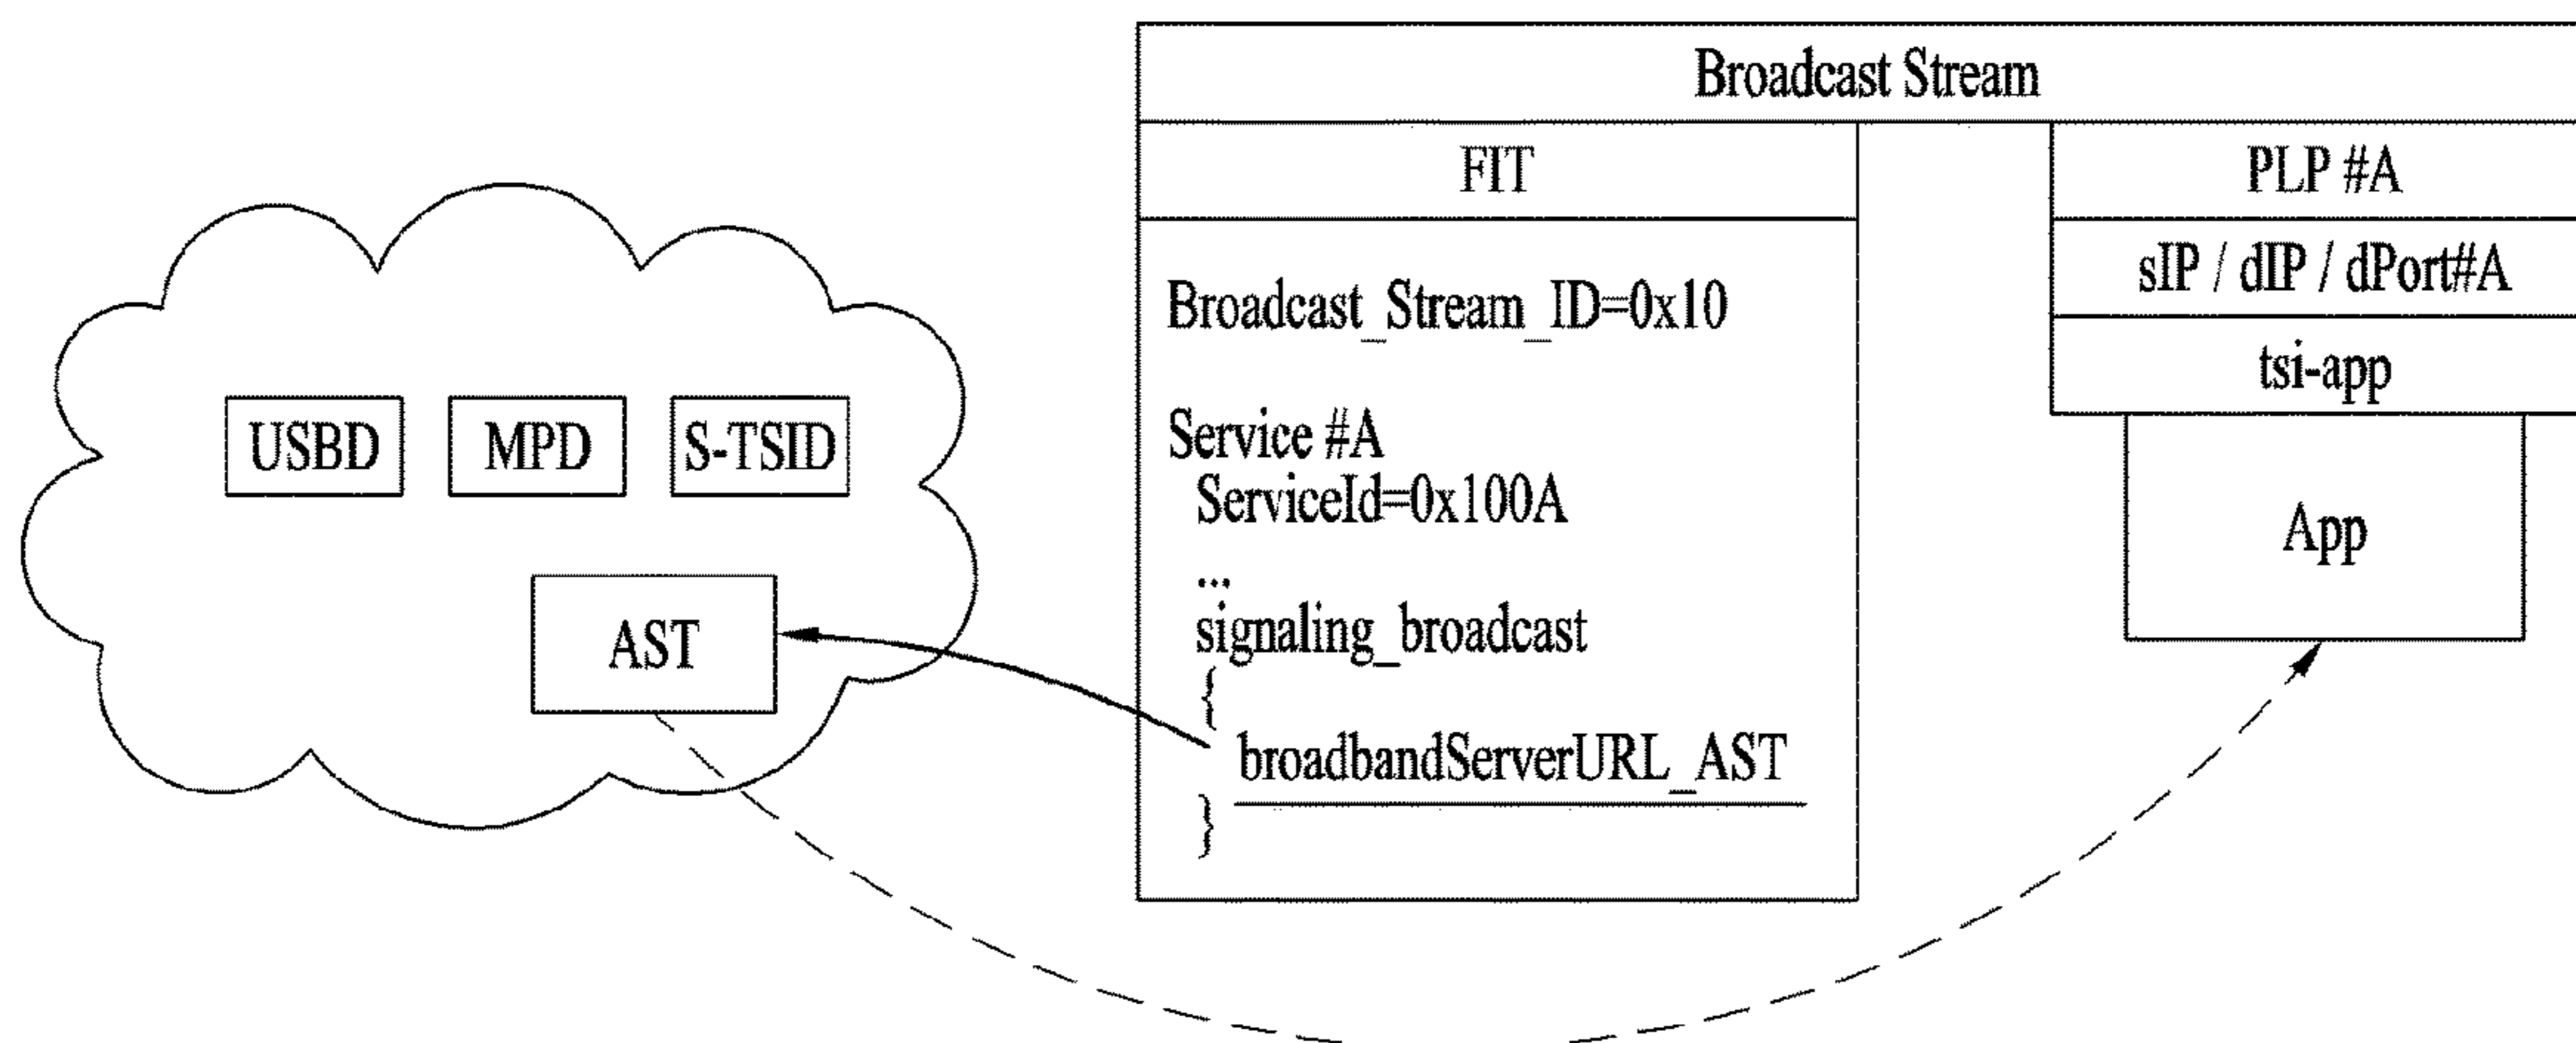 Broadcast Stream
FIT
PLP #A
sIP / dIP / dPort#A
tsi-app
App
Broadcast_Stream_ID=0x10
Service #A
ServiceId=0x100A
...
signaling_broadcast
{
broadbandServerURL_AST
}
USBD
MPD
S-TSID
AST